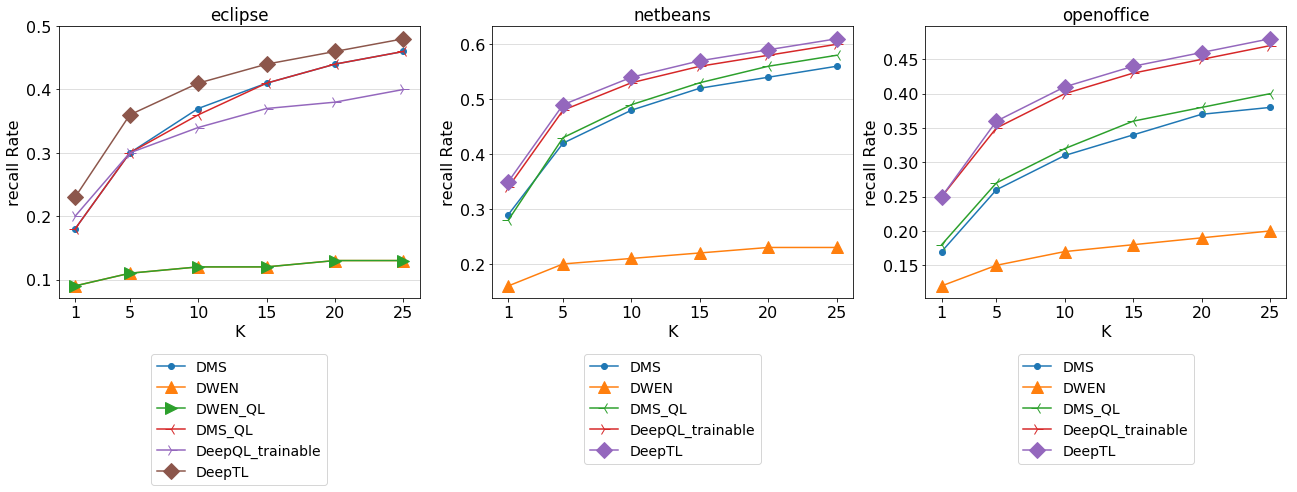 eclipse
recall Rate
0.5
0.4
0.3
0.2
0.1
1 5 10 15 20 25
K
DMS
DWEN
DWEN_QL
DMS_QL
DeepQL_trainable
DeepTL
netbeans
recall Rate
0.6
0.5
0.4
0.3
0.2
1 5 10 15 20 25
K
DMS
DWEN
DMS_QL
DeepQL_trainable
DeepTL
openoffice
recall Rate
0.45
0.40
0.35
0.30
0.25
0.20
0.15
1 5 10 15 20 25
K
DMS
DWEN
DMS_QL
DeepQL_trainable
DeepTL